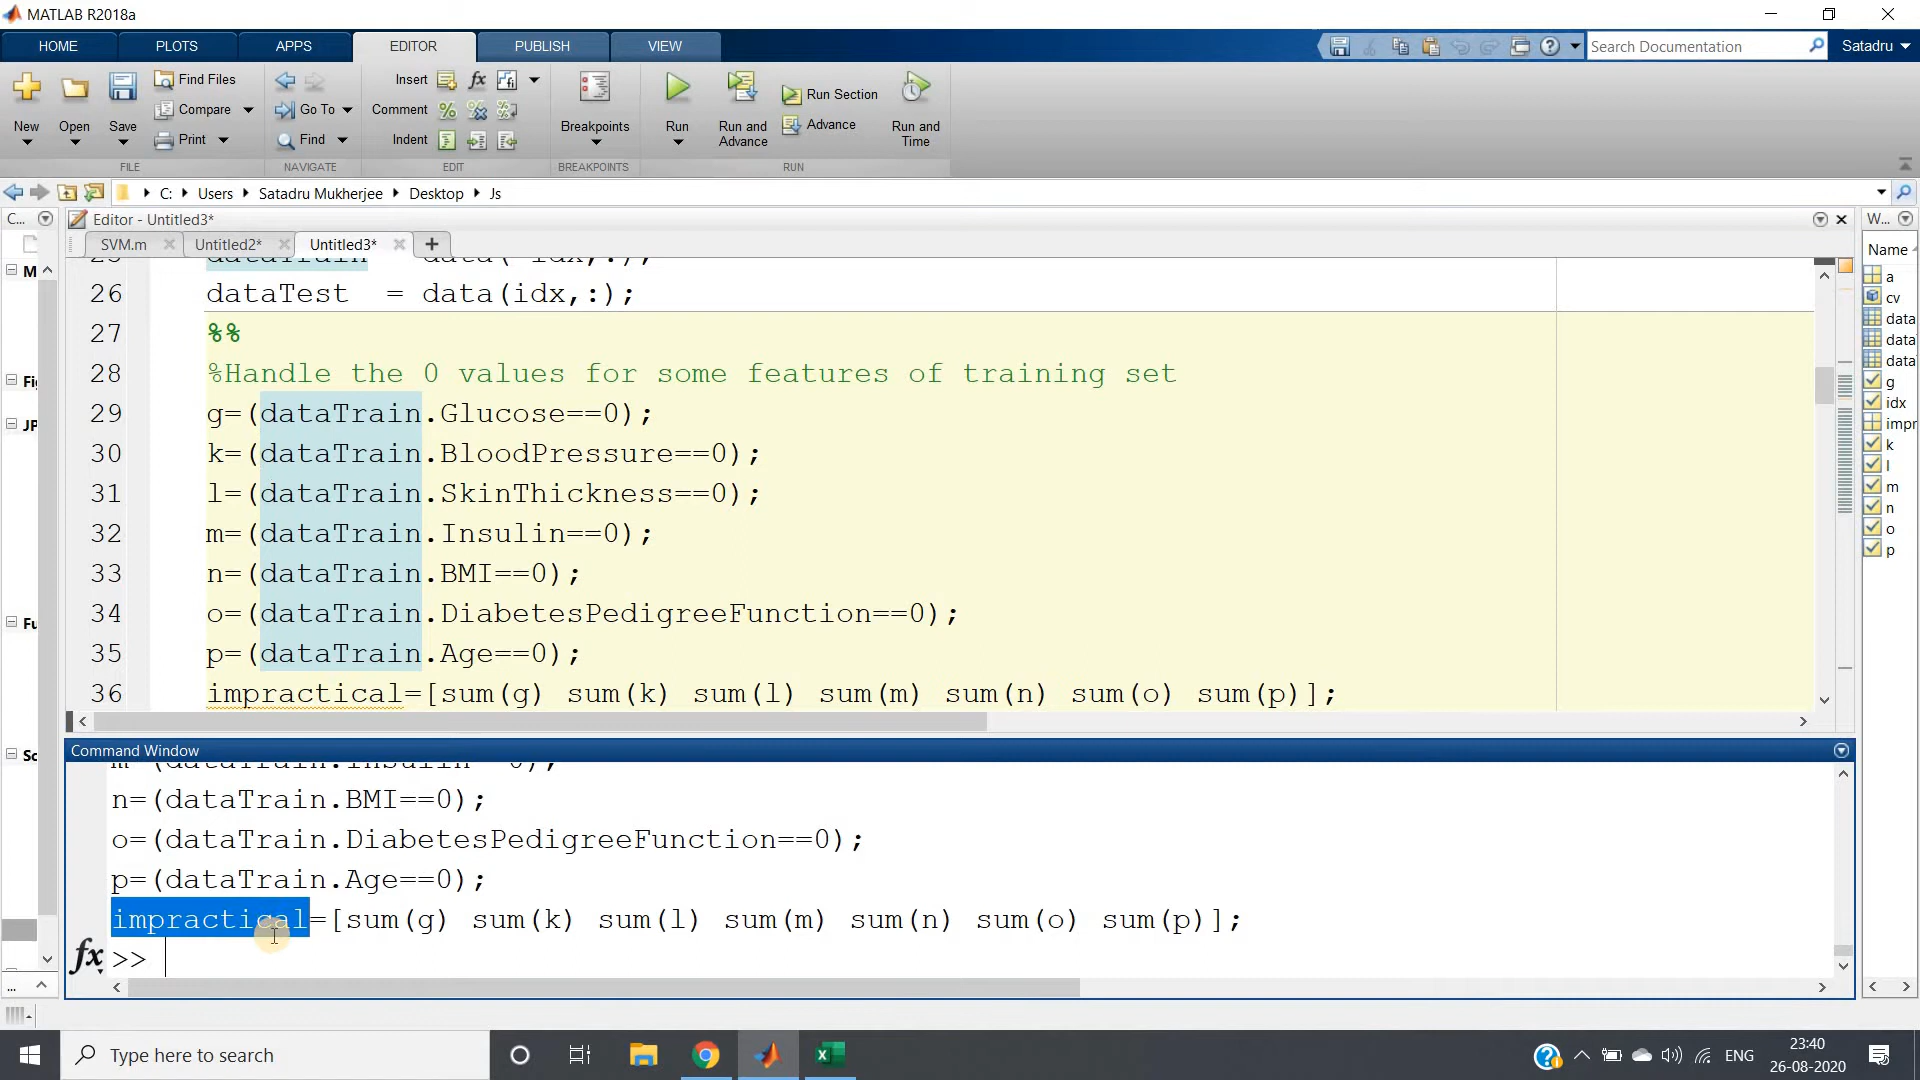 MATLAB R2018a
HOME PLOTS APPS EDITOR PUBLISH VIEW
Search Documentation
Satadru
Find Files
Insert
Compare
Go To
Comment
Print
Find
Indent
New Open Save
Breakpoints
Run
Run and Advance
Run Section
Advance
Run and Time
FILE NAVIGATE EDIT BREAKPOINTS RUN
C: Users Satadru Mukherjee Desktop Js
C...
Editor - Untitled3*
W...
SVM.m Untitled2* Untitled3*
Name
26 dataTest = data(idx,:);
27 %%
28 %Handle the 0 values for some features of training set
29 g=(dataTrain.Glucose==0);
30 k=(dataTrain.BloodPressure==0);
31 l=(dataTrain.SkinThickness==0);
32 m=(dataTrain.Insulin==0);
33 n=(dataTrain.BMI==0);
34 o=(dataTrain.DiabetesPedigreeFunction==0);
35 p=(dataTrain.Age==0);
36 impractical=[sum(g) sum(k) sum(l) sum(m) sum(n) sum(o) sum(p)];
a
cv
data
data
data
g
idx
impr
k
l
m
n
o
p
M
Fi
JP
Fu
Sc
...
Command Window
n=(dataTrain.BMI==0);
o=(dataTrain.DiabetesPedigreeFunction==0);
p=(dataTrain.Age==0);
impractical=[sum(g) sum(k) sum(l) sum(m) sum(n) sum(o) sum(p)];
fx >>
Type here to search
ENG
23:40
26-08-2020